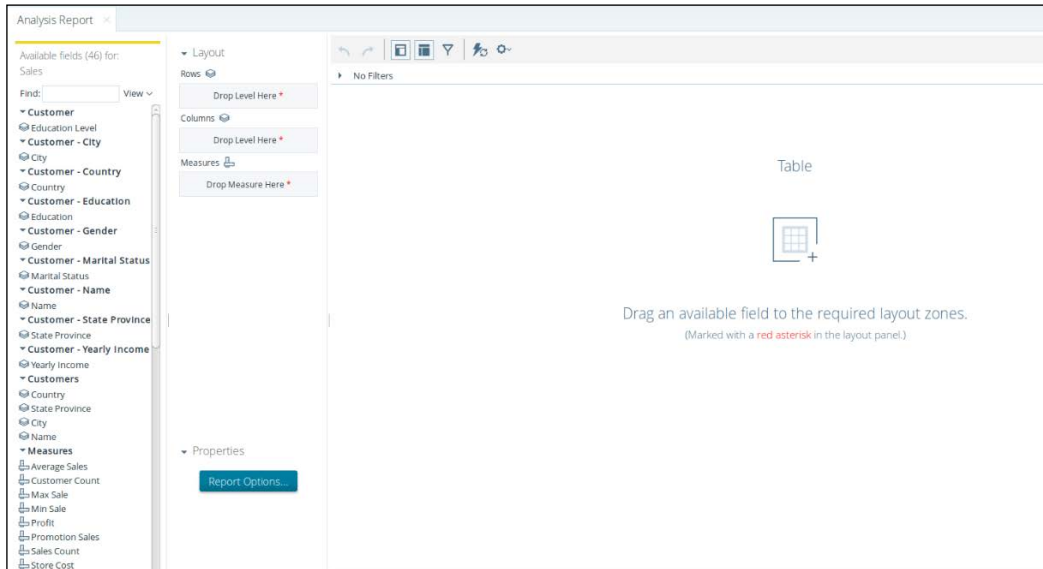 Analysis Report ×
Available fields (46) for:
Sales
Find:
View
Customer
Education Level
Customer - City
City
Customer - Country
Country
Customer - Education
Education
Customer - Gender
Gender
Customer - Marital Status
Marital Status
Customer - Name
Name
Customer - State Province
State Province
Customer - Yearly Income
Yearly Income
Customers
Country
State Province
City
Name
Measures
Average Sales
Customer Count
Max Sale
Min Sale
Profit
Promotion Sales
Sales Count
Store Cost
Layout
Rows
Drop Level Here *
Columns
Drop Level Here *
Measures
Drop Measure Here *
Properties
Report Options...
No Filters
Table
Drag an available field to the required layout zones.
(Marked with a red asterisk in the layout panel.)